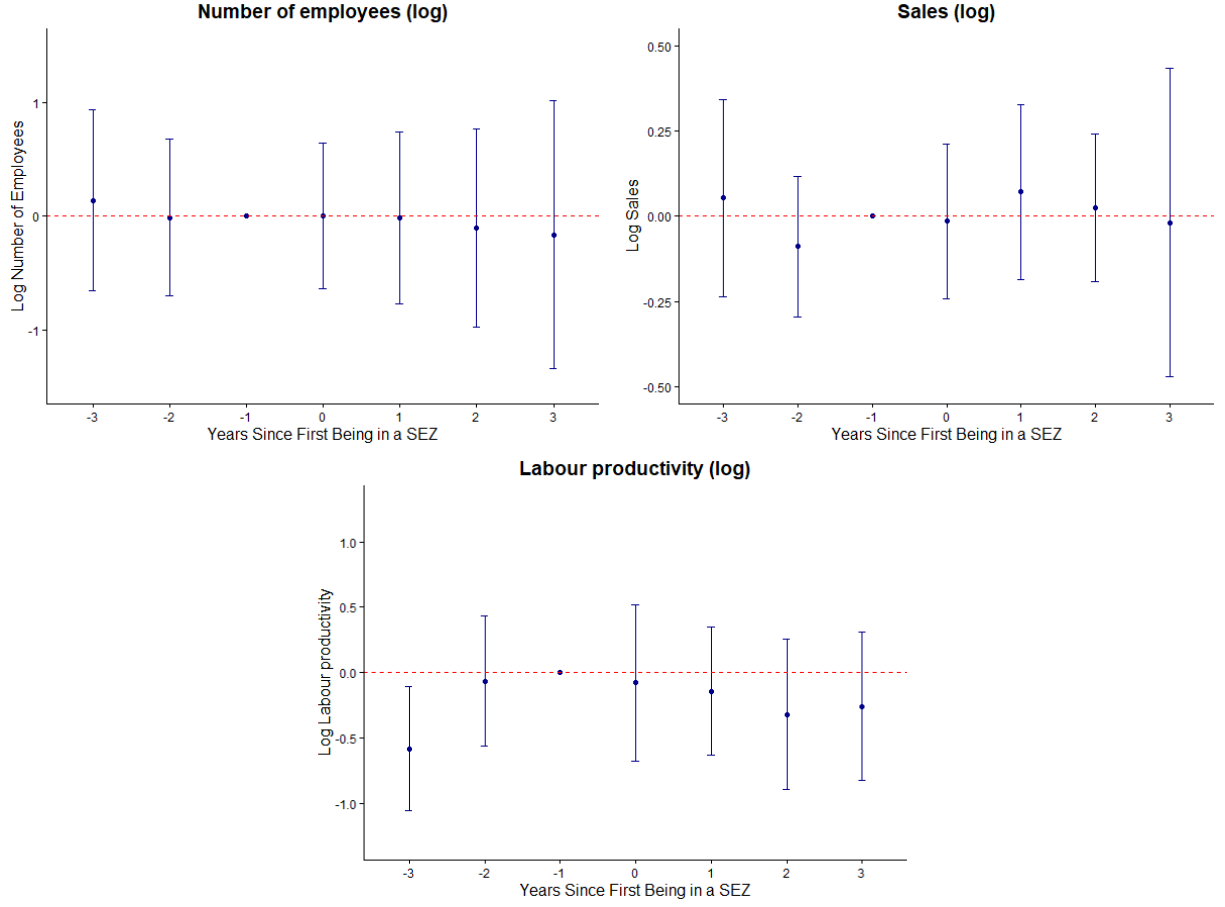 Number of employees (log)
Log Number of Employees
1
0
-1
-3 -2 -1 0 1 2 3
Years Since First Being in a SEZ
Sales (log)
Log Sales
0.50
0.25
0.00
-0.25
-0.50
-3 -2 -1 0 1 2 3
Years Since First Being in a SEZ
Labour productivity (log)
Log Labour productivity
1.0
0.5
0.0
-0.5
-1.0
-3 -2 -1 0 1 2 3
Years Since First Being in a SEZ